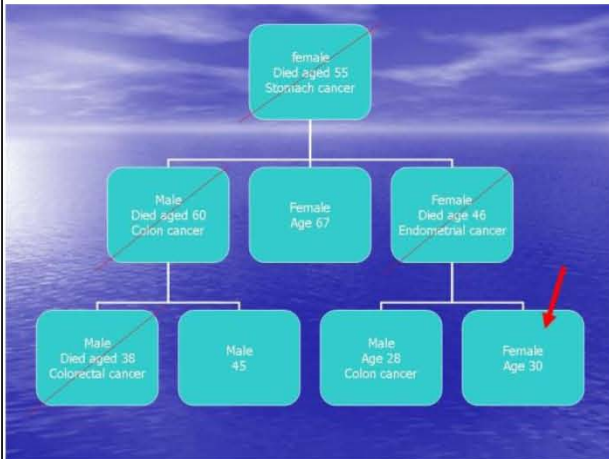 female
Died aged 55
Stomach cancer
Male
Died aged 60
Colon cancer
Female
Age 67
Female
Died age 46
Endometrial cancer
Male
Died aged 38
Colorectal cancer
Male
45
Male
Age 28
Colon cancer
Female
Age 30